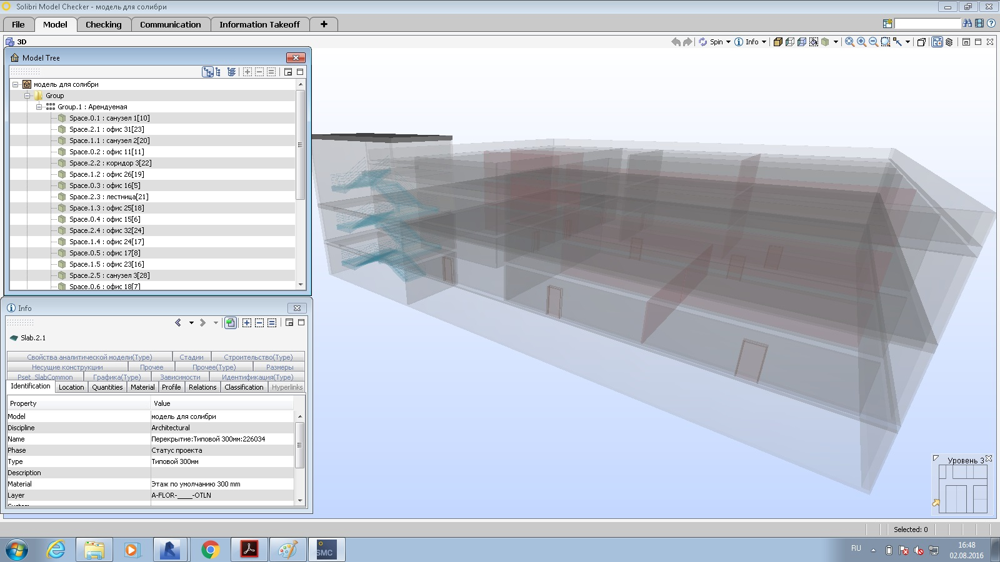 Solibri Model Checker - модель для солибри
File
Model
Checking
Communication
Information Takeoff
+
3D
Spin
Info
Model Tree
модель для солибри
Group
Group.1 : Арендуемая
Space.0.1 : санузел 1[10]
Space.2.1 : офис 31[23]
Space.1.1 : санузел 2[20]
Space.0.2 : офис 11[11]
Space.2.2 : коридор 3[22]
Space.1.2 : офис 26[19]
Space.0.3 : офис 16[5]
Space.2.3 : лестница[21]
Space.1.3 : офис 25[18]
Space.0.4 : офис 15[6]
Space.2.4 : офис 32[24]
Space.1.4 : офис 24[17]
Space.0.5 : офис 17[8]
Space.1.5 : офис 23[16]
Space.2.5 : санузел 3[28]
Space.0.6 : офис 18[7]
Info
Slab.2.1
Свойства аналитической модели(Type) Стадии Строительство(Type)
Несущие конструкции Прочее Прочее(Type) Размеры
Pset_SlabCommon Графика(Type) Зависимости Идентификация(Type)
Identification Location Quantities Material Profile Relations Classification Hyperlinks
Property Value
Model модель для солибри
Discipline Architectural
Name Перекрытие:Типовой 300мм:226034
Phase Статус проекта
Type Типовой 300мм
Description
Material Этаж по умолчанию 300 mm
Layer A-FLOR-____-OTLN
Уровень 3
Selected: 0
SMC
RU
16:48
02.08.2016